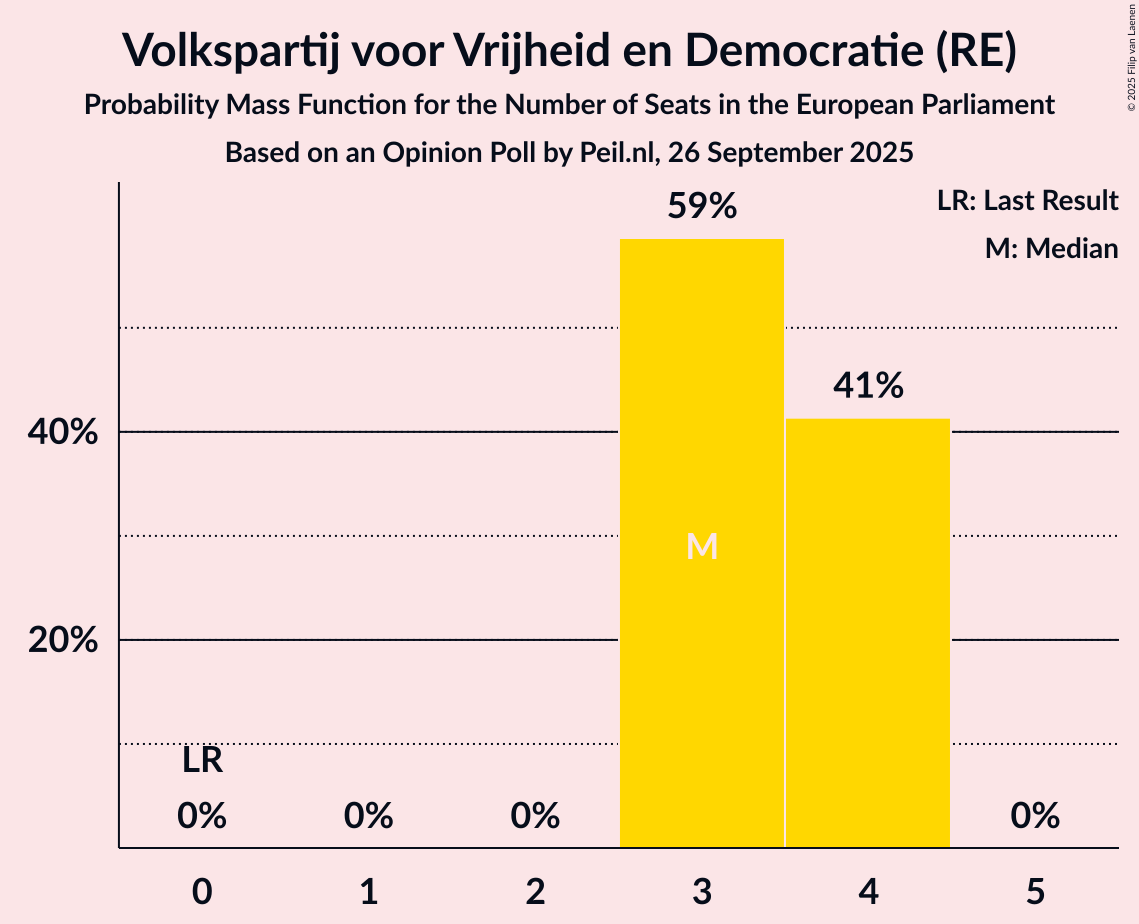 Volkspartij voor Vrijheid en Democratie (RE)
Probability Mass Function for the Number of Seats in the European Parliament
Based on an Opinion Poll by Peil.nl, 26 September 2025
© 2025 Filip van Laenen
LR: Last Result
M: Median
59%
41%
40%
M
20%
LR
0%
0%
0%
0%
0
1
2
3
4
5